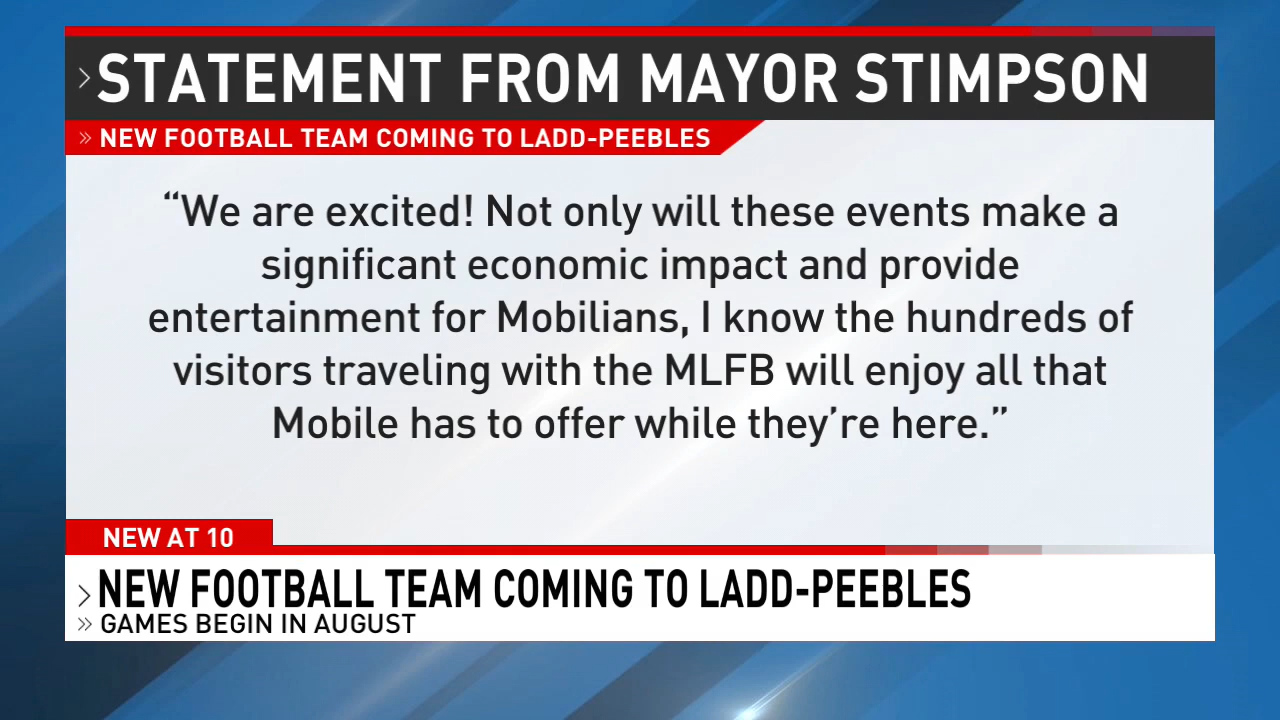 STATEMENT FROM MAYOR STIMPSON
NEW FOOTBALL TEAM COMING TO LADD-PEEBLES
“We are excited! Not only will these events make a
significant economic impact and provide
entertainment for Mobilians, I know the hundreds of
visitors traveling with the MLFB will enjoy all that
Mobile has to offer while they’re here.”
NEW AT 10
NEW FOOTBALL TEAM COMING TO LADD-PEEBLES
GAMES BEGIN IN AUGUST